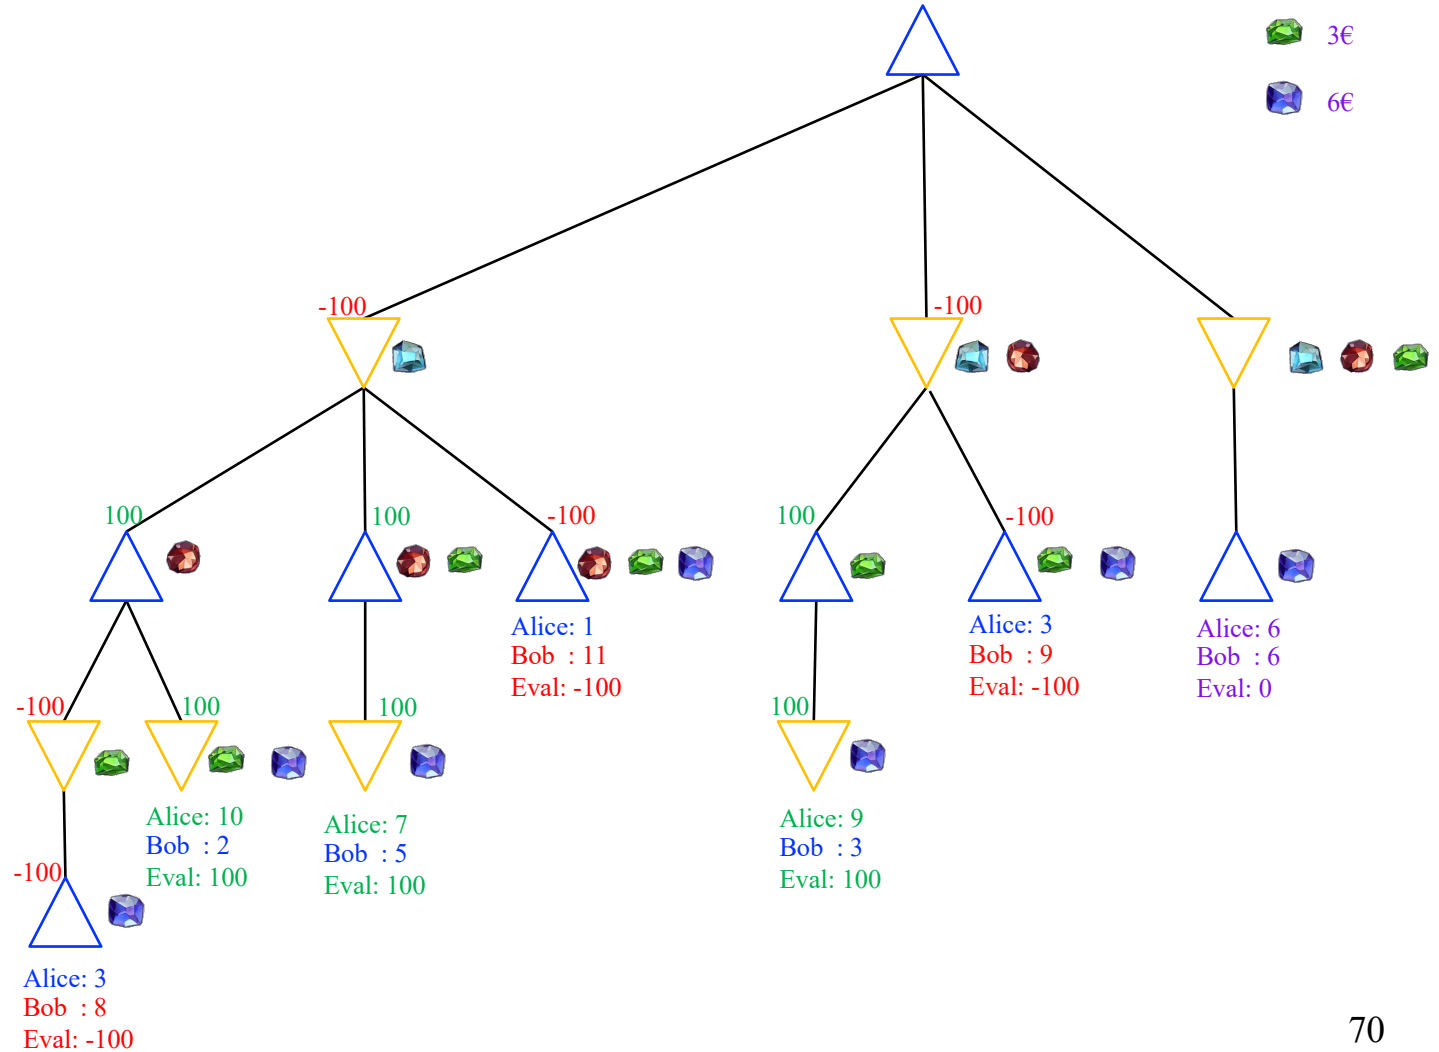 3€
6€
-100
-100
100
100
-100
100
-100
Alice: 1
Bob : 11
Eval: -100
Alice: 3
Bob : 9
Eval: -100
Alice: 6
Bob : 6
Eval: 0
-100
100
100
100
Alice: 10
Bob : 2
Eval: 100
Alice: 7
Bob : 5
Eval: 100
Alice: 9
Bob : 3
Eval: 100
-100
Alice: 3
Bob : 8
Eval: -100
70